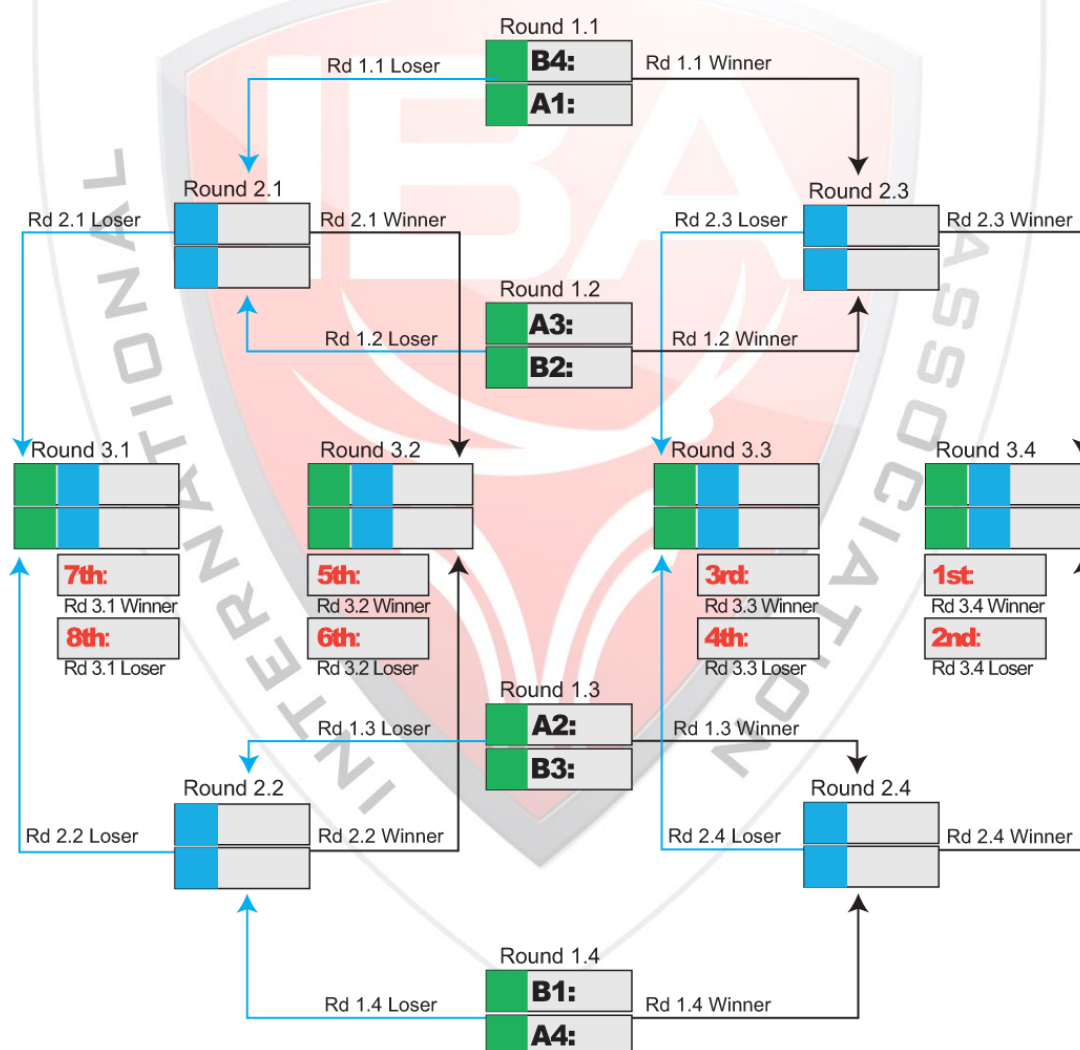 Round 1.1
Rd 1.1 Loser
B4:
Rd 1.1 Winner
A1:
Round 2.1
Round 2.3
Rd 2.1 Loser
Rd 2.1 Winner
Rd 2.3 Loser
Rd 2.3 Winner
Round 1.2
A3:
Rd 1.2 Loser
Rd 1.2 Winner
B2:
Round 3.1
Round 3.2
Round 3.3
Round 3.4
7th:
Rd 3.1 Winner
8th:
Rd 3.1 Loser
5th:
Rd 3.2 Winner
6th:
Rd 3.2 Loser
3rd:
Rd 3.3 Winner
4th:
Rd 3.3 Loser
1st:
Rd 3.4 Winner
2nd:
Rd 3.4 Loser
Round 1.3
Rd 1.3 Loser
A2:
Rd 1.3 Winner
B3:
Round 2.2
Round 2.4
Rd 2.2 Loser
Rd 2.2 Winner
Rd 2.4 Loser
Rd 2.4 Winner
Round 1.4
B1:
Rd 1.4 Loser
Rd 1.4 Winner
A4:
IBA
INTERNATIONAL
ASSOCIATION